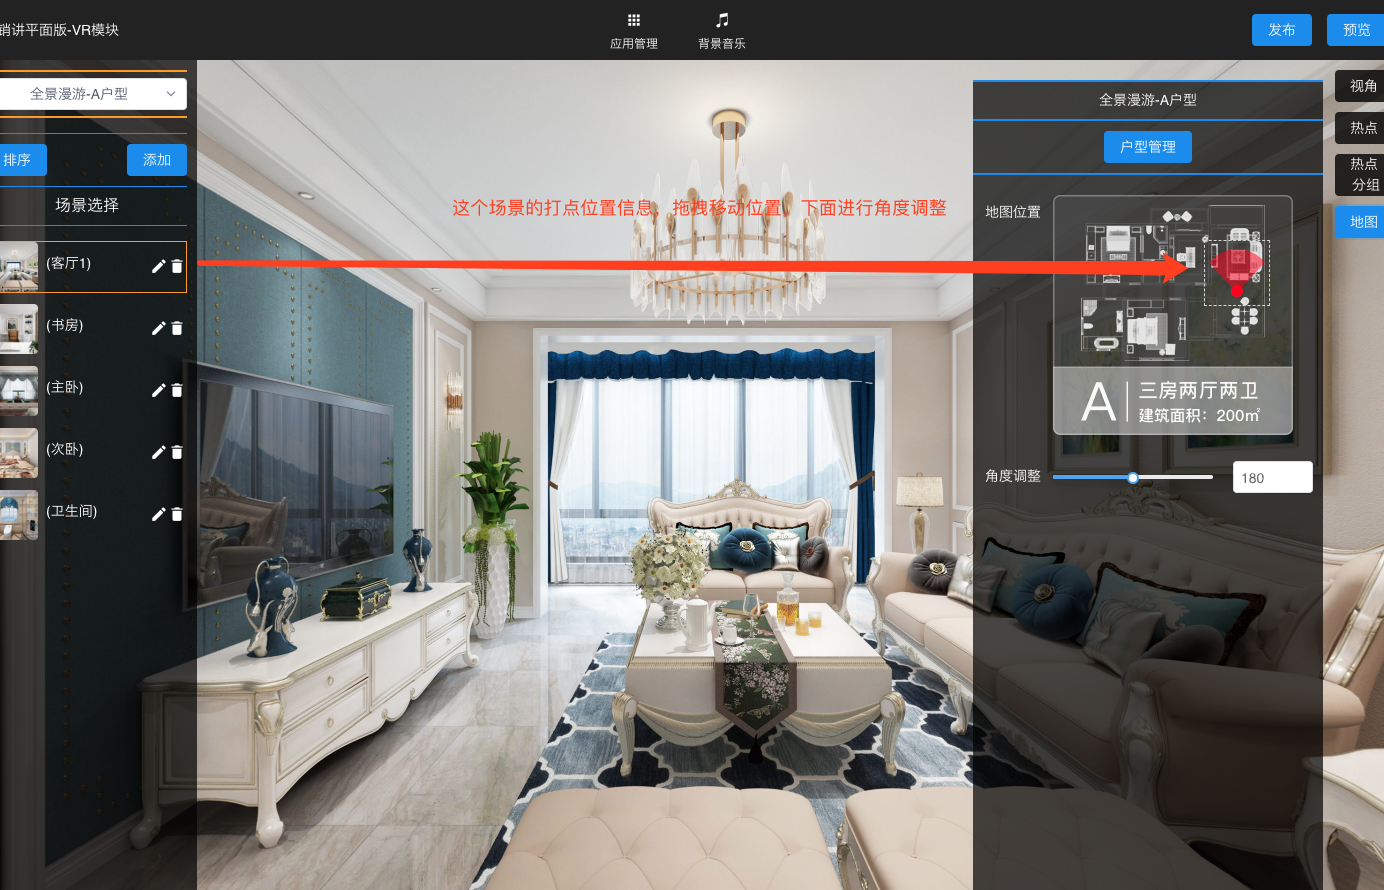 销讲平面版-VR模块
应用管理
背景音乐
发布
预览
全景漫游-A户型
排序
添加
场景选择
(客厅1)
(书房)
(主卧)
(次卧)
(卫生间)
这个场景的打点位置信息，拖拽移动位置，下面进行角度调整
全景漫游-A户型
户型管理
地图位置
A
三房两厅两卫
建筑面积：200㎡
角度调整
180
视角
热点
热点
分组
地图